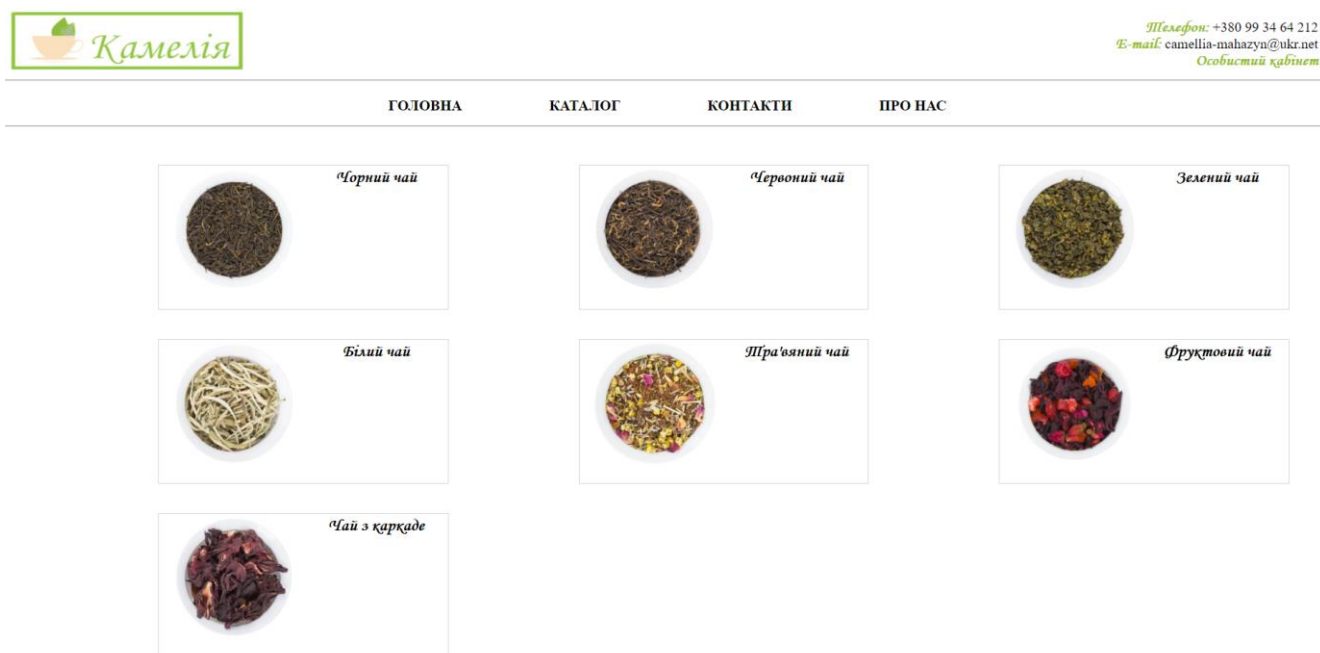 Камелія
Телефон: +380 99 34 64 212
E-mail: camellia-mahazyn@ukr.net
Особистий кабінет
ГОЛОВНА КАТАЛОГ КОНТАКТИ ПРО НАС
Чорний чай Червоний чай Зелений чай
Білий чай Тра'вяний чай Фруктовий чай
Чай з каркаде